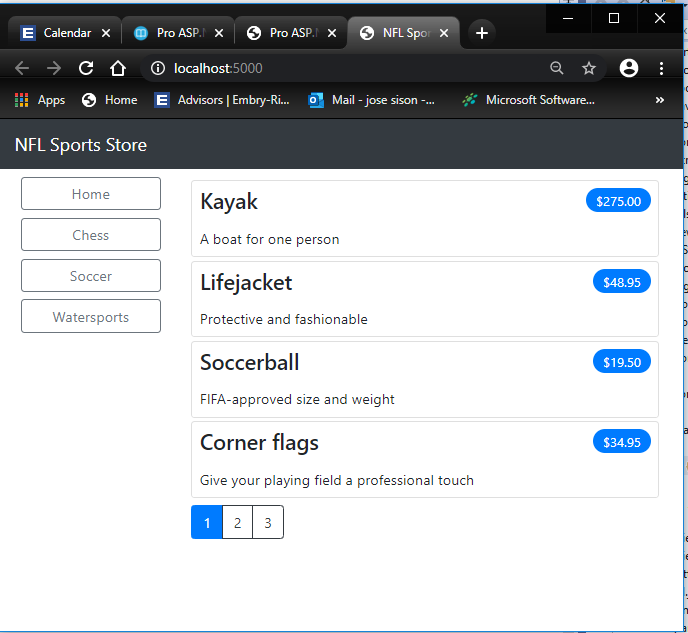 Calendar
Pro ASP.
Pro ASP.
NFL Spor
localhost:5000
Apps
Home
Advisors | Embry-Ri...
Mail - jose sison -...
Microsoft Software...
NFL Sports Store
Home
Chess
Soccer
Watersports
Kayak
$275.00
A boat for one person
Lifejacket
$48.95
Protective and fashionable
Soccerball
$19.50
FIFA-approved size and weight
Corner flags
$34.95
Give your playing field a professional touch
1 2 3